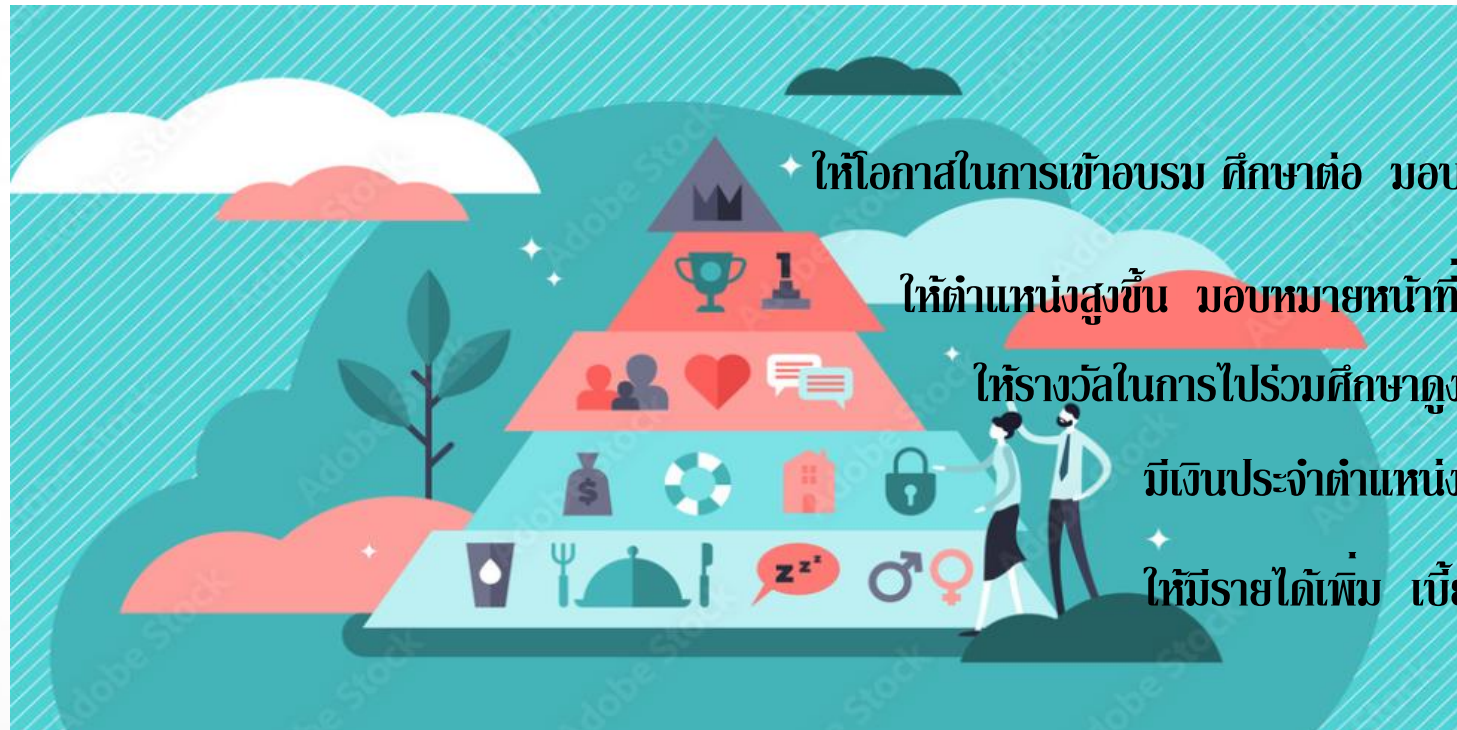 ให้โอกาสในการเข้าอบรม ศึกษาต่อ มอบ
1
ให้ตำแหน่งสูงขึ้น มอบหมายหน้าที่
ให้รางวัลในการไปร่วมศึกษาดูง
$
มีเงินประจำตำแหน่ง
zzz
ให้มีรายได้เพิ่ม
Adobe Stock